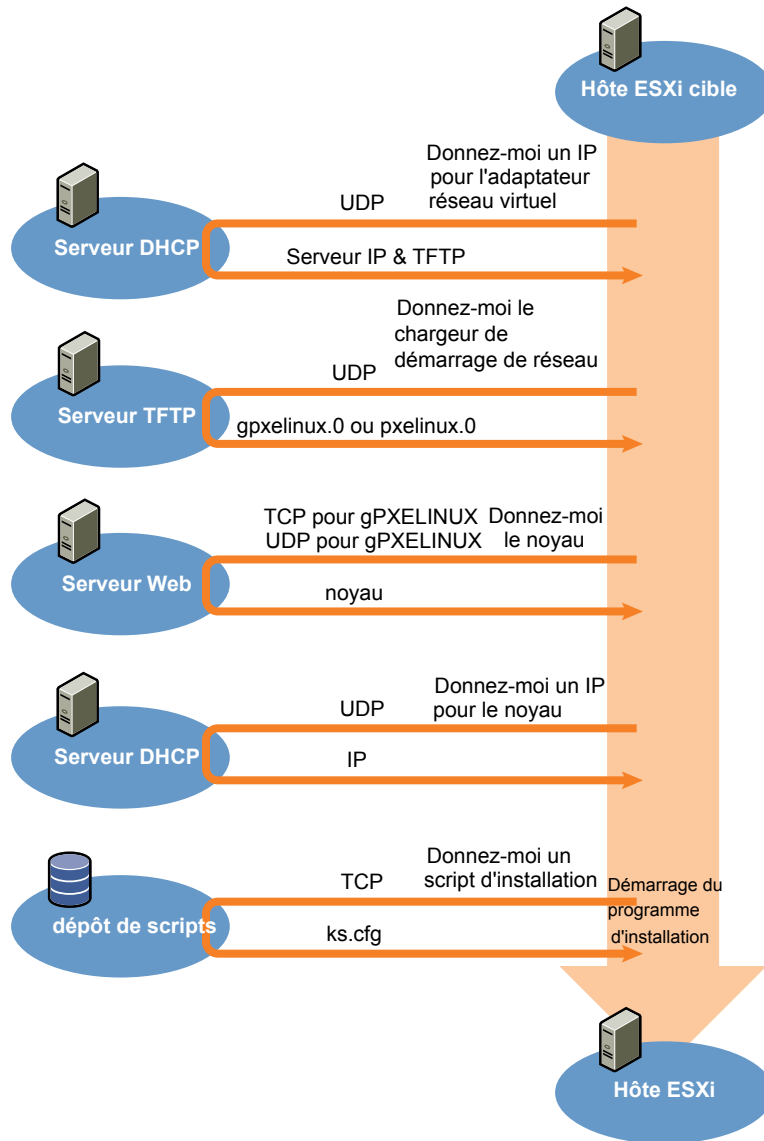 Hôte ESXi cible
Donnez-moi un IP
pour l'adaptateur
réseau virtuel
UDP
Serveur DHCP
Serveur IP & TFTP
Donnez-moi le
chargeur de
démarrage de réseau
UDP
Serveur TFTP
gpxelinux.0 ou pxelinux.0
TCP pour gPXELINUX
UDP pour gPXELINUX
Donnez-moi
le noyau
Serveur Web
noyau
Donnez-moi un IP
pour le noyau
UDP
Serveur DHCP
IP
Donnez-moi un
script d'installation
TCP
Démarrage du
programme
d'installation
dépôt de scripts
ks.cfg
Hôte ESXi